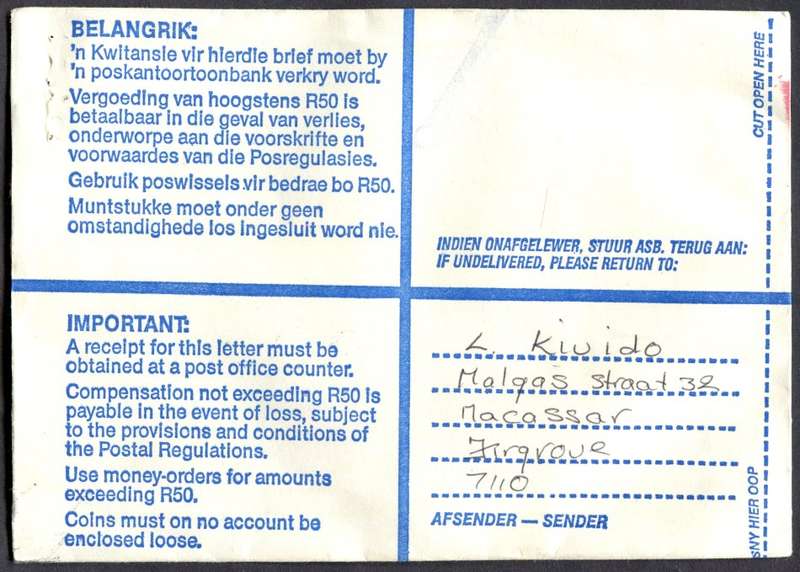 BELANGRIK:
'n Kwitansie vir hierdie brief moet by
'n poskantoortoonbank verkry word.
Vergoeding van hoogstens R50 is
betaalbaar in die geval van verlies,
onderworpe aan die voorskrifte en
voorwaardes van die Posregulasies.
Gebruik poswissels vir bedrae bo R50.
Muntstukke moet onder geen
omstandighede los ingesluit word nie.
INDIEN ONAFGELEWER, STUUR ASB. TERUG AAN:
IF UNDELIVERED, PLEASE RETURN TO:
CUT OPEN HERE
IMPORTANT:
A receipt for this letter must be
obtained at a post office counter.
Compensation not exceeding R50 is
payable in the event of loss, subject
to the provisions and conditions of
the Postal Regulations.
Use money-orders for amounts
exceeding R50.
Coins must on no account be
enclosed loose.
L. Kivido
Malgas straat 32
Macassar
Firgrove
7110
AFSENDER — SENDER
SNY HIER OOP